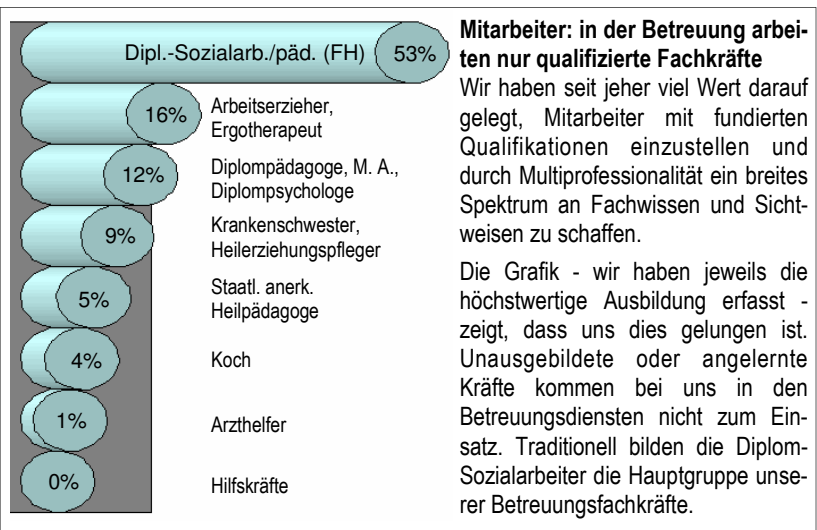 Dipl.-Sozialarb./päd. (FH) 53%
16% Arbeitserzieher,
Ergotherapeut
12% Diplompädagoge, M. A.,
Diplompsychologe
9% Krankenschwester,
Heilerziehungspfleger
5% Staatl. anerk.
Heilpädagoge
4% Koch
1% Arzthelfer
0% Hilfskräfte
Mitarbeiter: in der Betreuung arbei-
ten nur qualifizierte Fachkräfte
Wir haben seit jeher viel Wert darauf
gelegt, Mitarbeiter mit fundierten
Qualifikationen einzustellen und
durch Multiprofessionalität ein breites
Spektrum an Fachwissen und Sicht-
weisen zu schaffen.
Die Grafik - wir haben jeweils die
höchstwertige Ausbildung erfasst -
zeigt, dass uns dies gelungen ist.
Unausgebildete oder angelernte
Kräfte kommen bei uns in den
Betreuungsdiensten nicht zum Ein-
satz. Traditionell bilden die Diplom-
Sozialarbeiter die Hauptgruppe unse-
rer Betreuungsfachkräfte.